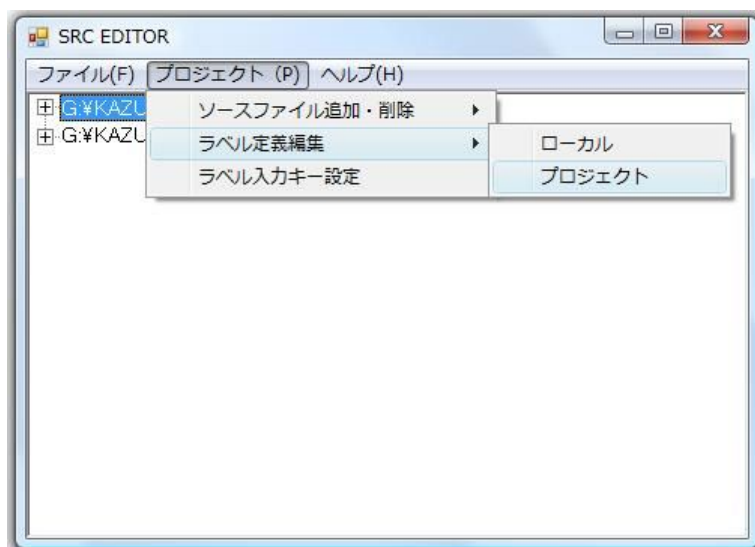 SRC EDITOR
ファイル(F) プロジェクト (P) ヘルプ(H)
G:¥KAZU
G:¥KAZU
ソースファイル追加・削除
ラベル定義編集
ラベル入力キー設定
ローカル
プロジェクト